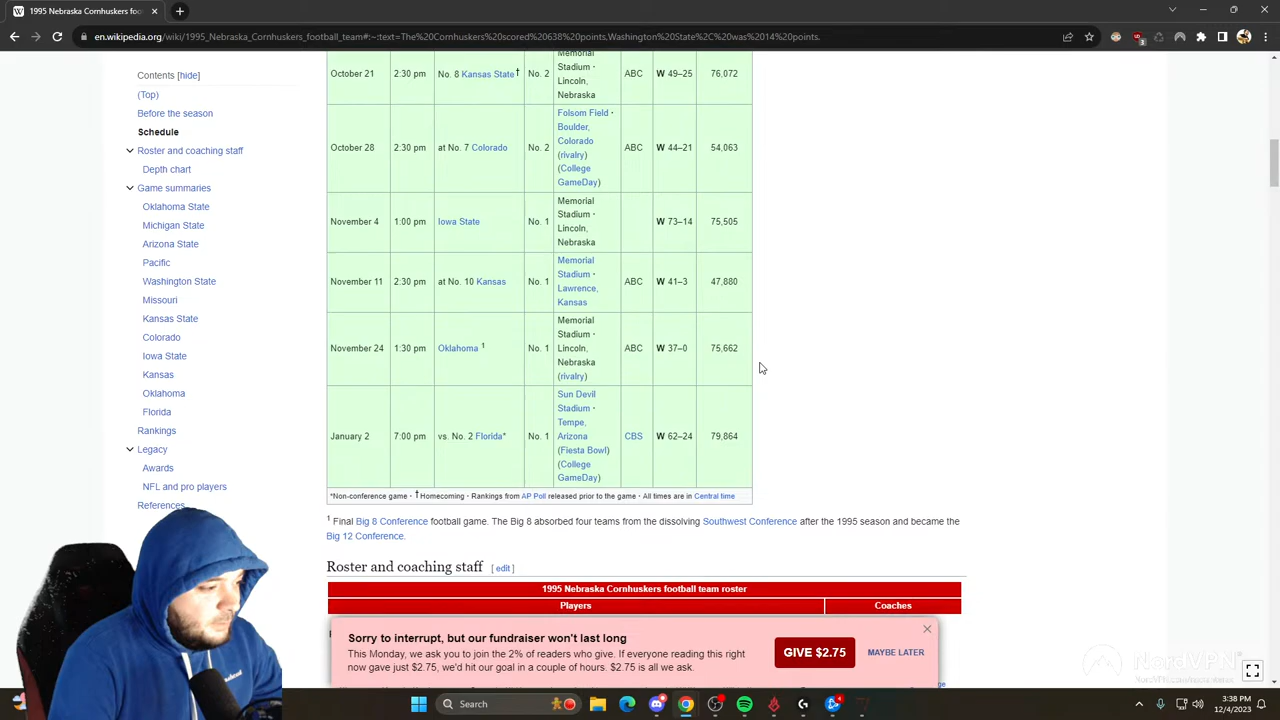 1995 Nebraska Cornhuskers foo
en.wikipedia.org/wiki/1995_Nebraska_Cornhuskers_football_team#:~:text=The%20Cornhuskers%20scored%20638%20points,Washington%20State%2C%20was%2014%20points.
Contents [hide]
(Top)
Before the season
Schedule
Roster and coaching staff
Depth chart
Game summaries
Oklahoma State
Michigan State
Arizona State
Pacific
Washington State
Missouri
Kansas State
Colorado
Iowa State
Kansas
Oklahoma
Florida
Rankings
Legacy
Awards
NFL and pro players
References
October 21 2:30 pm No. 8 Kansas State † No. 2 Memorial Stadium · Lincoln, Nebraska ABC W 49–25 76,072
October 28 2:30 pm at No. 7 Colorado No. 2 Folsom Field · Boulder, Colorado (rivalry) (College GameDay) ABC W 44–21 54,063
November 4 1:00 pm Iowa State No. 1 Memorial Stadium · Lincoln, Nebraska W 73–14 75,505
November 11 2:30 pm at No. 10 Kansas No. 1 Memorial Stadium · Lawrence, Kansas ABC W 41–3 47,880
November 24 1:30 pm Oklahoma 1 No. 1 Memorial Stadium · Lincoln, Nebraska (rivalry) ABC W 37–0 75,662
January 2 7:00 pm vs. No. 2 Florida* No. 1 Sun Devil Stadium · Tempe, Arizona (Fiesta Bowl) (College GameDay) CBS W 62–24 79,864
*Non-conference game · †Homecoming · Rankings from AP Poll released prior to the game · All times are in Central time
1 Final Big 8 Conference football game. The Big 8 absorbed four teams from the dissolving Southwest Conference after the 1995 season and became the
Big 12 Conference.
Roster and coaching staff [ edit ]
1995 Nebraska Cornhuskers football team roster
Players Coaches
Sorry to interrupt, but our fundraiser won't last long
This Monday, we ask you to join the 2% of readers who give. If everyone reading this right
now gave just $2.75, we'd hit our goal in a couple of hours. $2.75 is all we ask.
GIVE $2.75
MAYBE LATER
NordVPN
Search
3:38 PM
12/4/2023